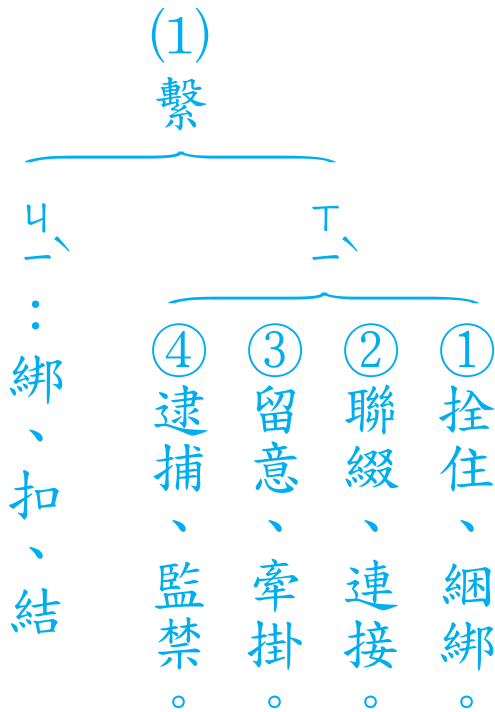 ⑴
繫
ㄒㄧˋ
①拴住、綑綁。
②聯綴、連接。
③留意、牽掛。
④逮捕、監禁。
ㄐㄧˋ：綁、扣、結